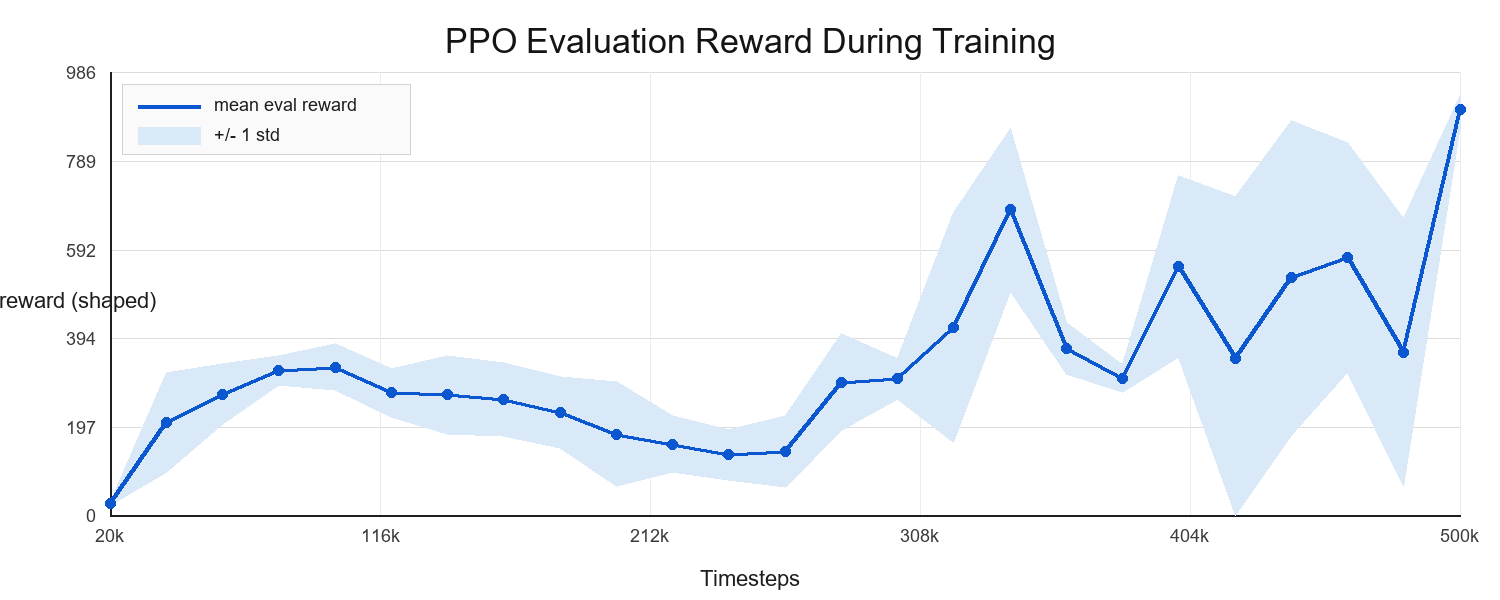 PPO Evaluation Reward During Training
986
mean eval reward
+/- 1 std
789
592
reward (shaped)
394
197
0
20k 116k 212k 308k 404k 500k
Timesteps